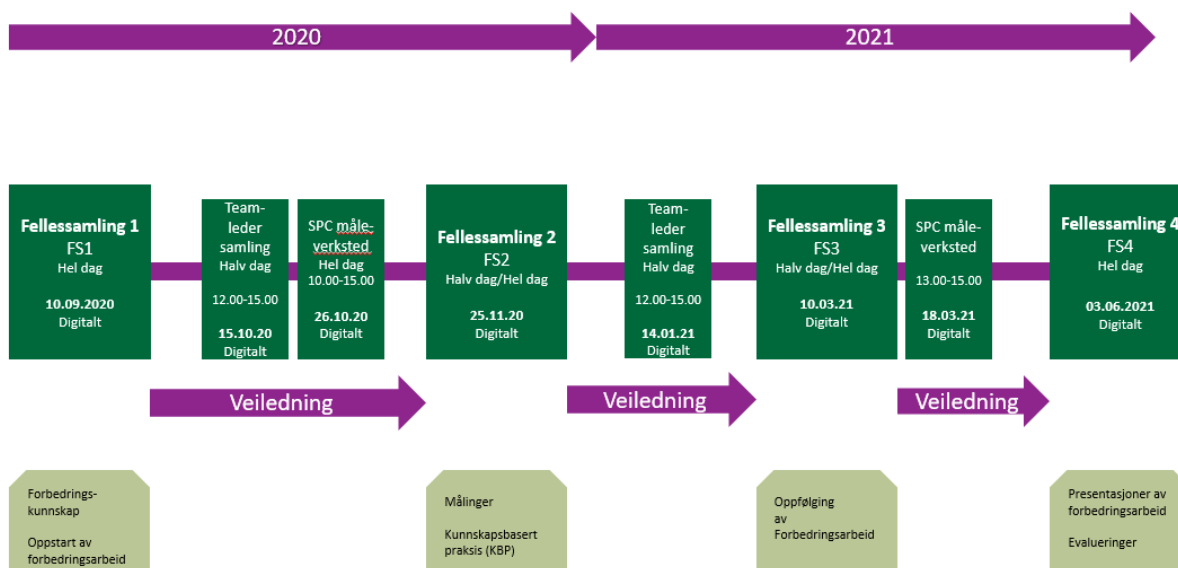 2020
2021
Fellessamling 1
FS1
Hel dag
10.09.2020
Digitalt
Team-
leder
samling
Halv dag
12.00-15.00
15.10.20
Digitalt
SPC måle-
verksted
Hel dag
10.00-15.00
26.10.20
Digitalt
Fellessamling 2
FS2
Halv dag/Hel dag
25.11.20
Digitalt
Team-
leder
samling
Halv dag
12.00-15.00
14.01.21
Digitalt
Fellessamling 3
FS3
Halv dag/Hel dag
10.03.21
Digitalt
SPC måle-
verksted
13.00-15.00
18.03.21
Digitalt
Fellessamling 4
FS4
Hel dag
03.06.2021
Digitalt
Veiledning
Veiledning
Veiledning
Forbedrings-
kunnskap
Oppstart av
forbedringsarbeid
Målinger
Kunnskapsbasert
praksis (KBP)
Oppfølging
av
Forbedringsarbeid
Presentasjoner av
forbedringsarbeid
Evalueringer